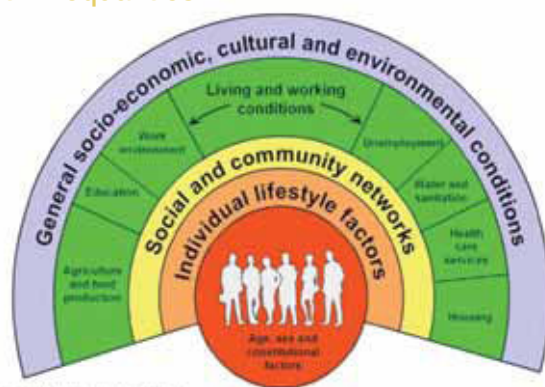 General socio-economic, cultural and environmental conditions
Living and working
conditions
Work
environment
Unemployment
Education
Water and
sanitation
Social and community networks
Individual lifestyle factors
Agriculture
and food
production
Health
care
services
Housing
Age, sex and
constitutional
factors